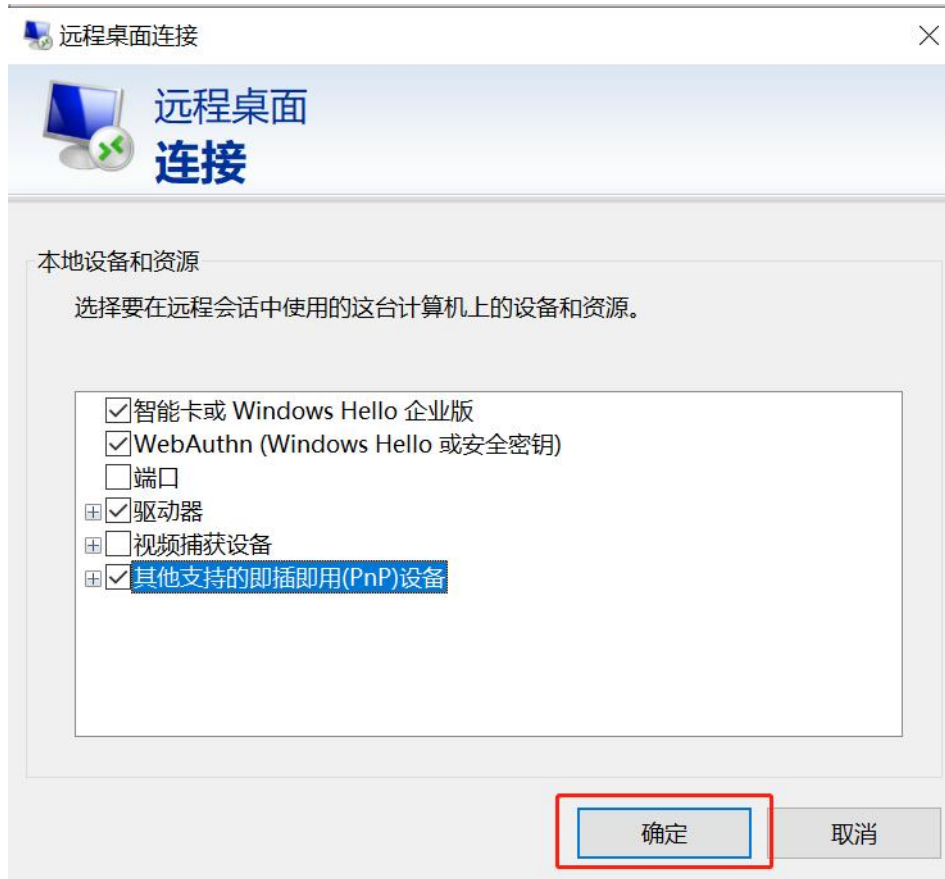 远程桌面连接
远程桌面
连接
本地设备和资源
选择要在远程会话中使用的这台计算机上的设备和资源。
智能卡或 Windows Hello 企业版
WebAuthn (Windows Hello 或安全密钥)
端口
驱动器
视频捕获设备
其他支持的即插即用(PnP)设备
确定
取消